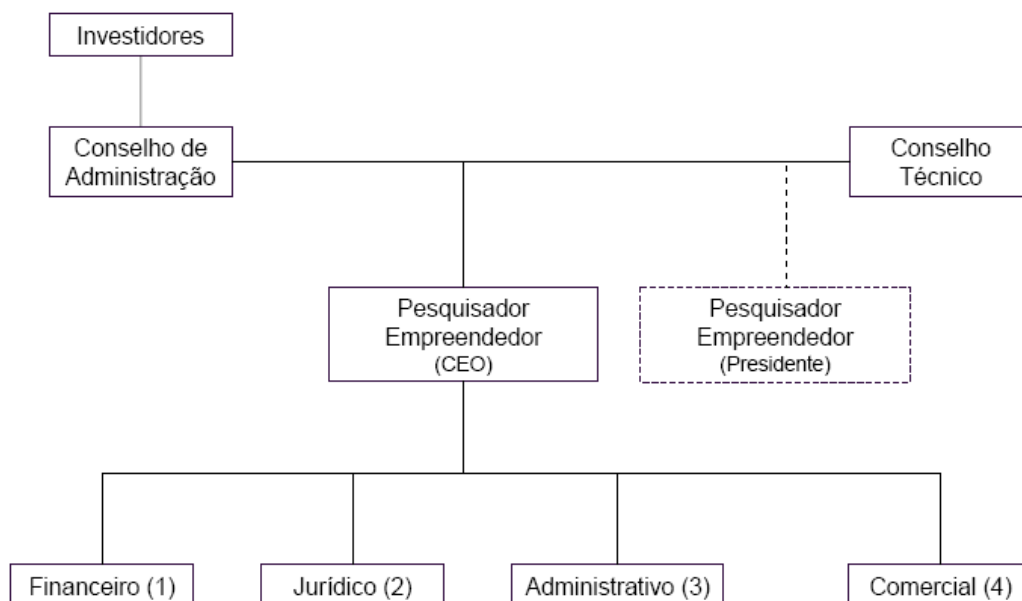 Investidores
Conselho de
Administração
Conselho
Técnico
Pesquisador
Empreendedor
(CEO)
Pesquisador
Empreendedor
(Presidente)
Financeiro (1)
Jurídico (2)
Administrativo (3)
Comercial (4)